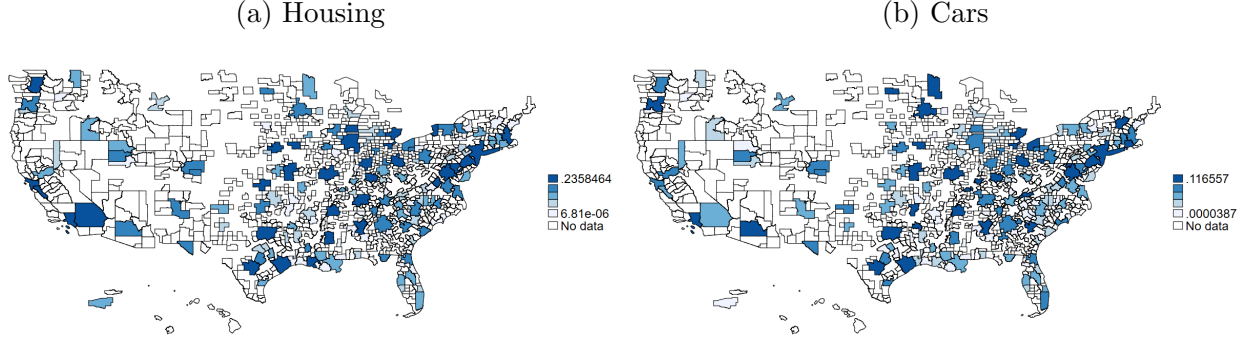 (a) Housing
(b) Cars
.2358464
6.81e-06
No data
.116557
.0000387
No data